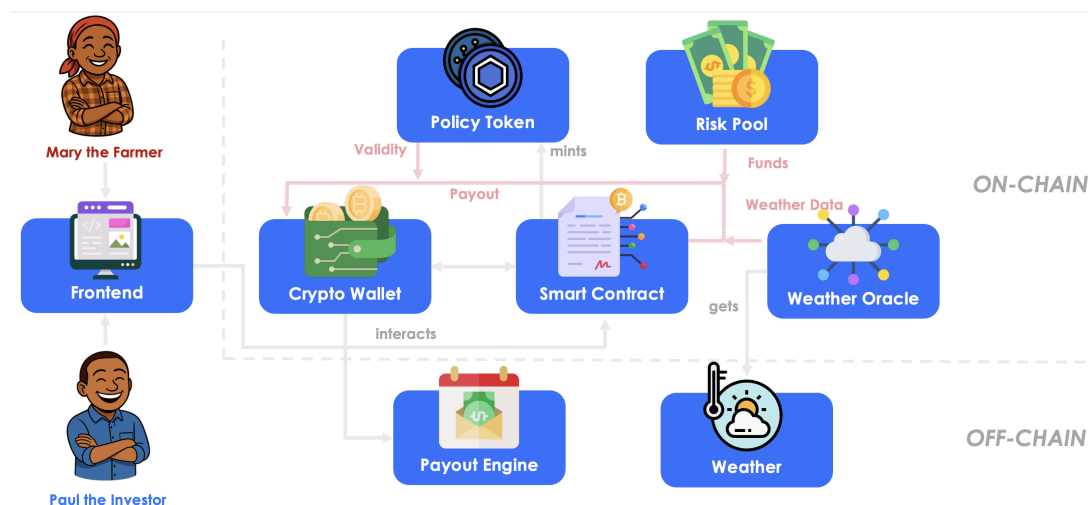 Policy Token
Risk Pool
Mary the Farmer
Validity
mints
Funds
ON-CHAIN
Payout
Weather Data
Frontend
Crypto Wallet
Smart Contract
Weather Oracle
gets
interacts
OFF-CHAIN
Payout Engine
Weather
Paul the Investor